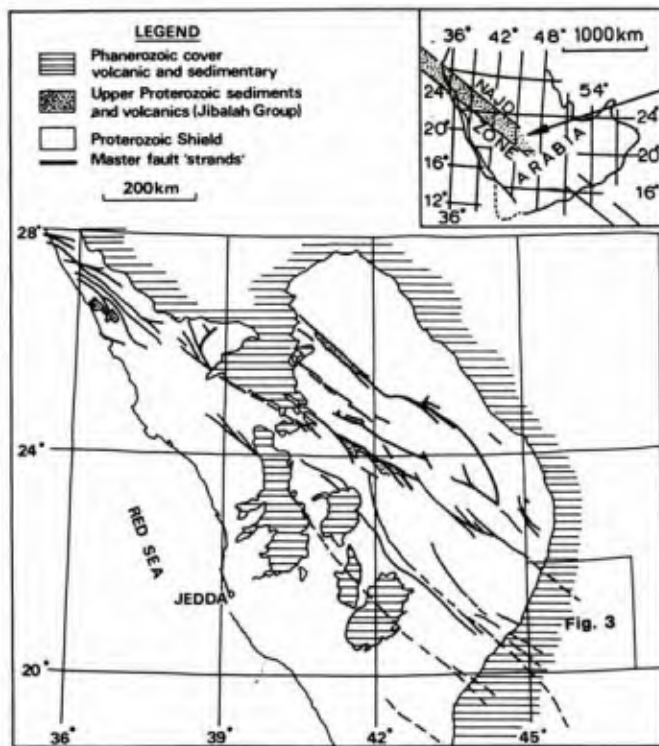 LEGEND
Phanerozoic cover
volcanic and sedimentary
Upper Proterozoic sediments
and volcanics (Jibalah Group)
Proterozoic Shield
Master fault 'strands'
200km
36° 42° 48° 1000km
54°
24° 24°
20° 20°
16° 16°
12°
36°
NAJD
ZONE
ARABIA
28°
24°
20°
RED SEA
JEDDA
Fig. 3
36° 39° 42° 45°